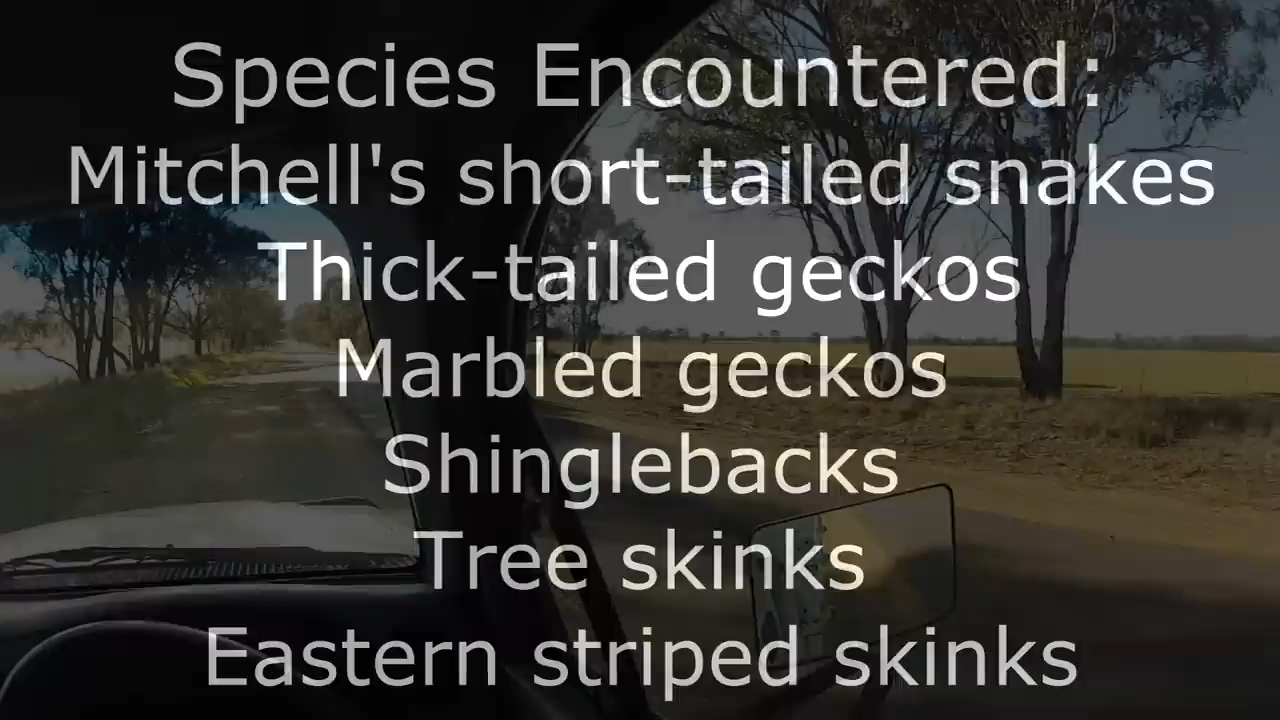 Species Encountered:
Mitchell's short-tailed snakes
Thick-tailed geckos
Marbled geckos
Shinglebacks
Tree skinks
Eastern striped skinks